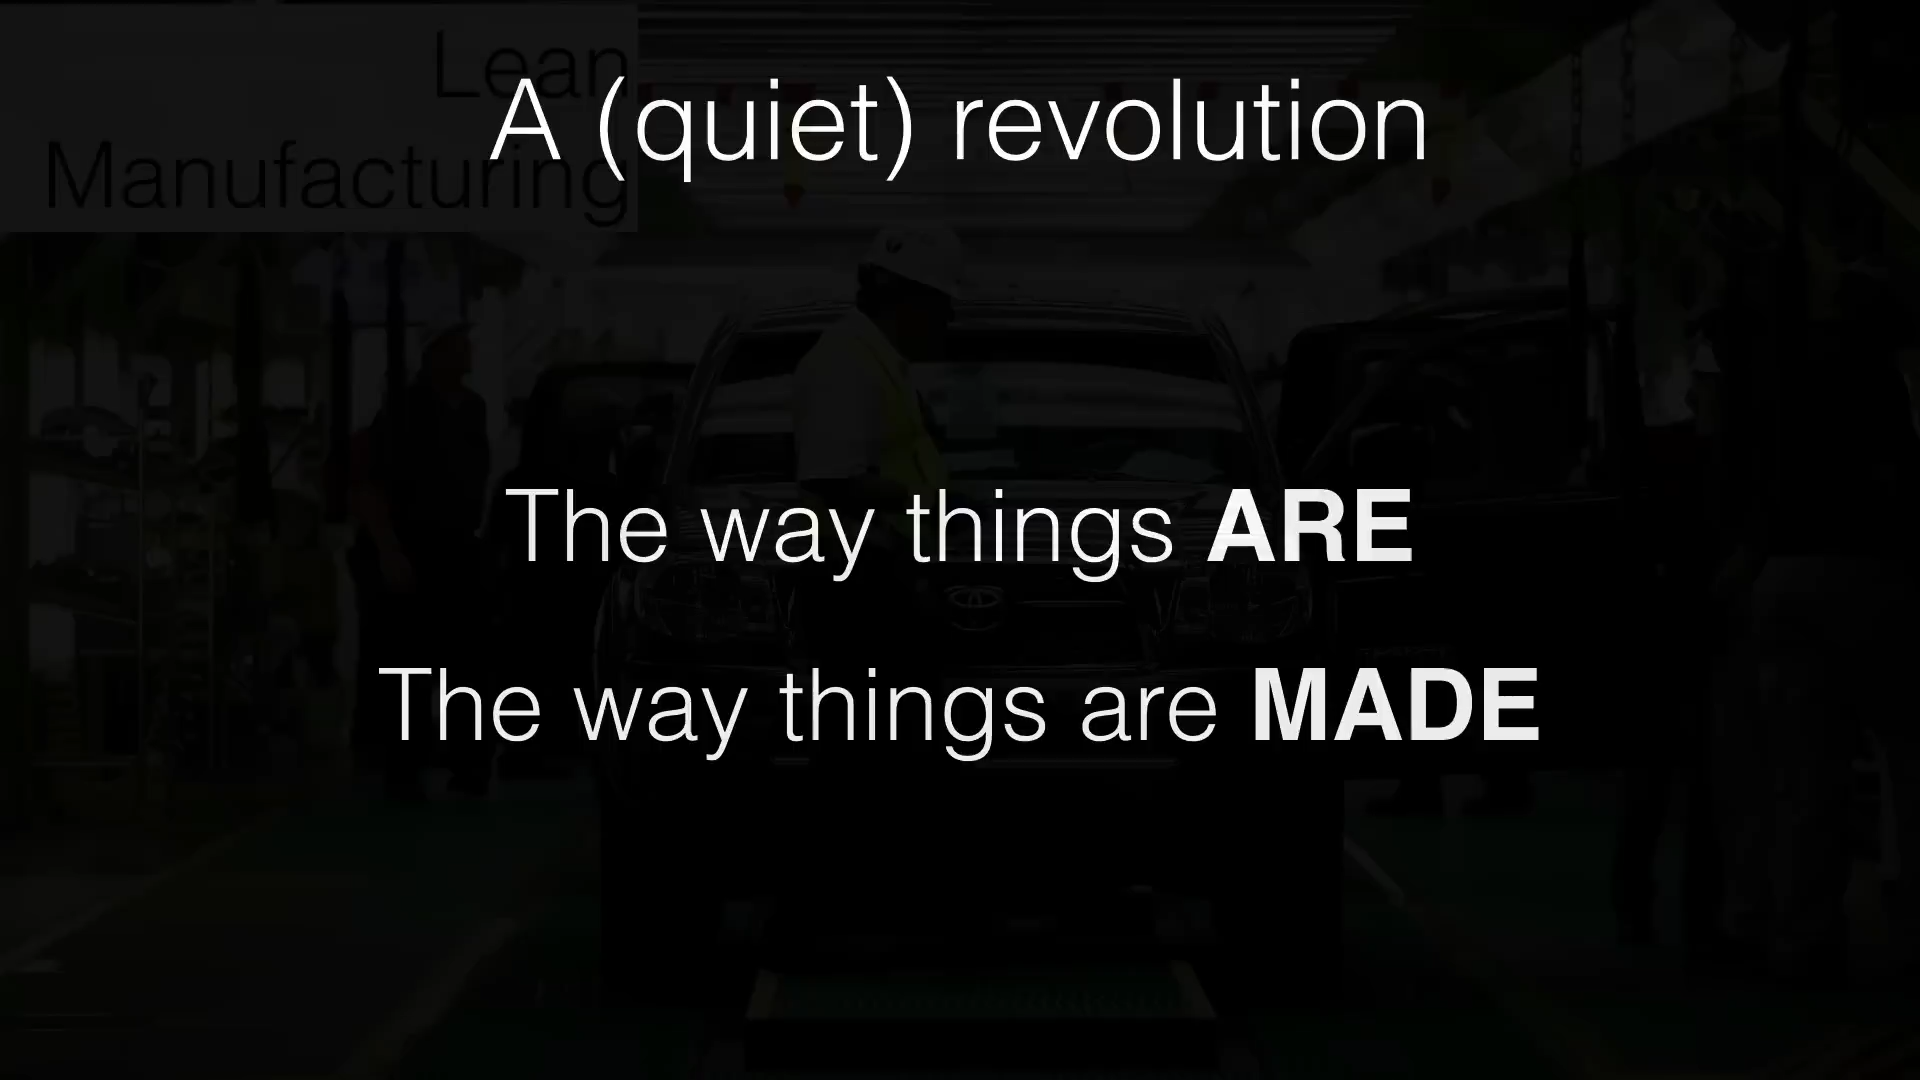 Lean
Manufacturing
A (quiet) revolution
The way things ARE
The way things are MADE